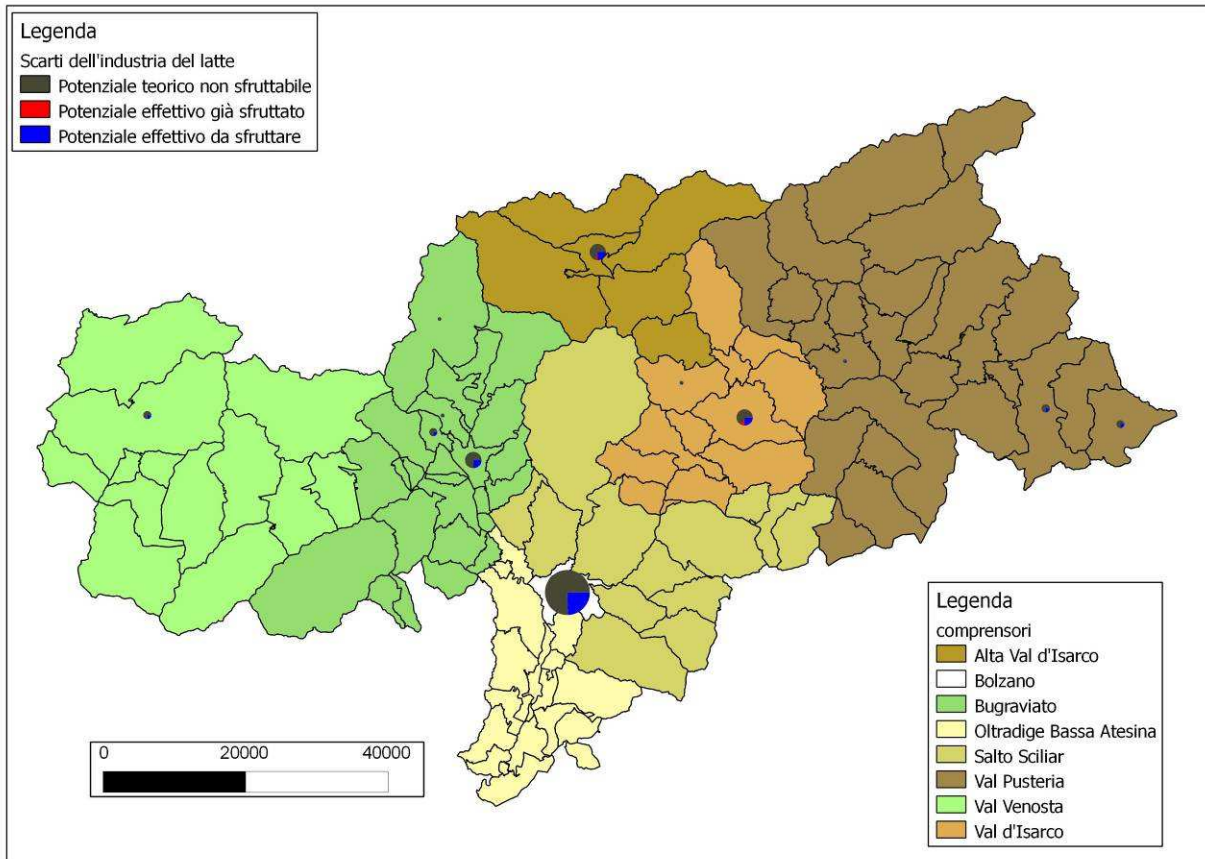 Legenda
Scarti dell'industria del latte
Potenziale teorico non sfruttabile
Potenziale effettivo già sfruttato
Potenziale effettivo da sfruttare
0 20000 40000
Legenda
comprensori
Alta Val d'Isarco
Bolzano
Bugraviato
Oltradige Bassa Atesina
Salto Sciliar
Val Pusteria
Val Venosta
Val d'Isarco